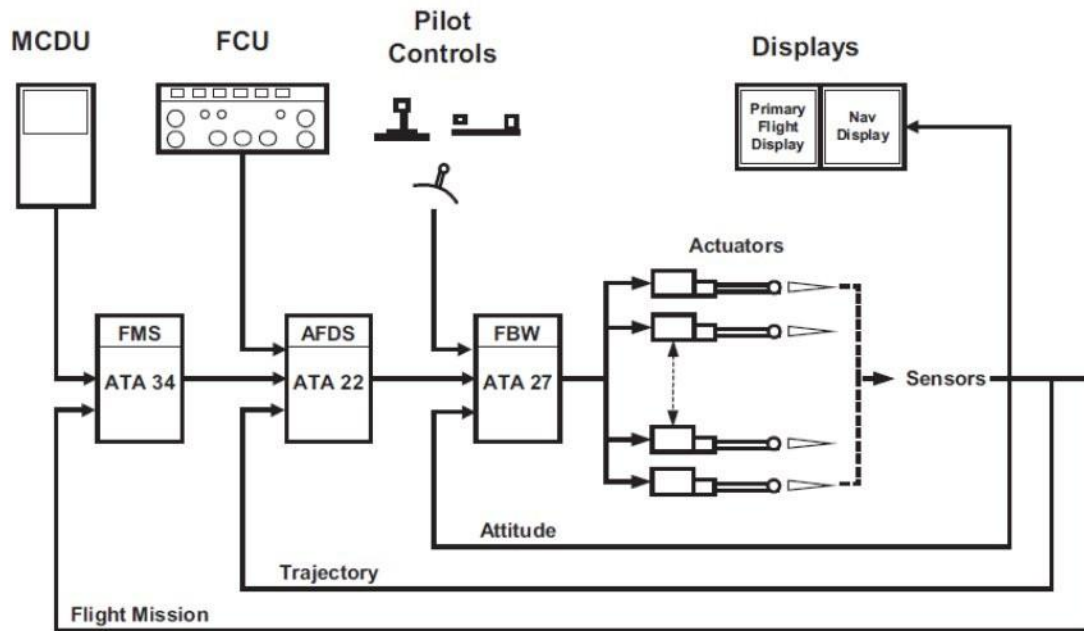 MCDU
FCU
Pilot
Controls
Displays
Primary
Flight
Display
Nav
Display
Actuators
FMS
ATA 34
AFDS
ATA 22
FBW
ATA 27
Sensors
Attitude
Trajectory
Flight Mission